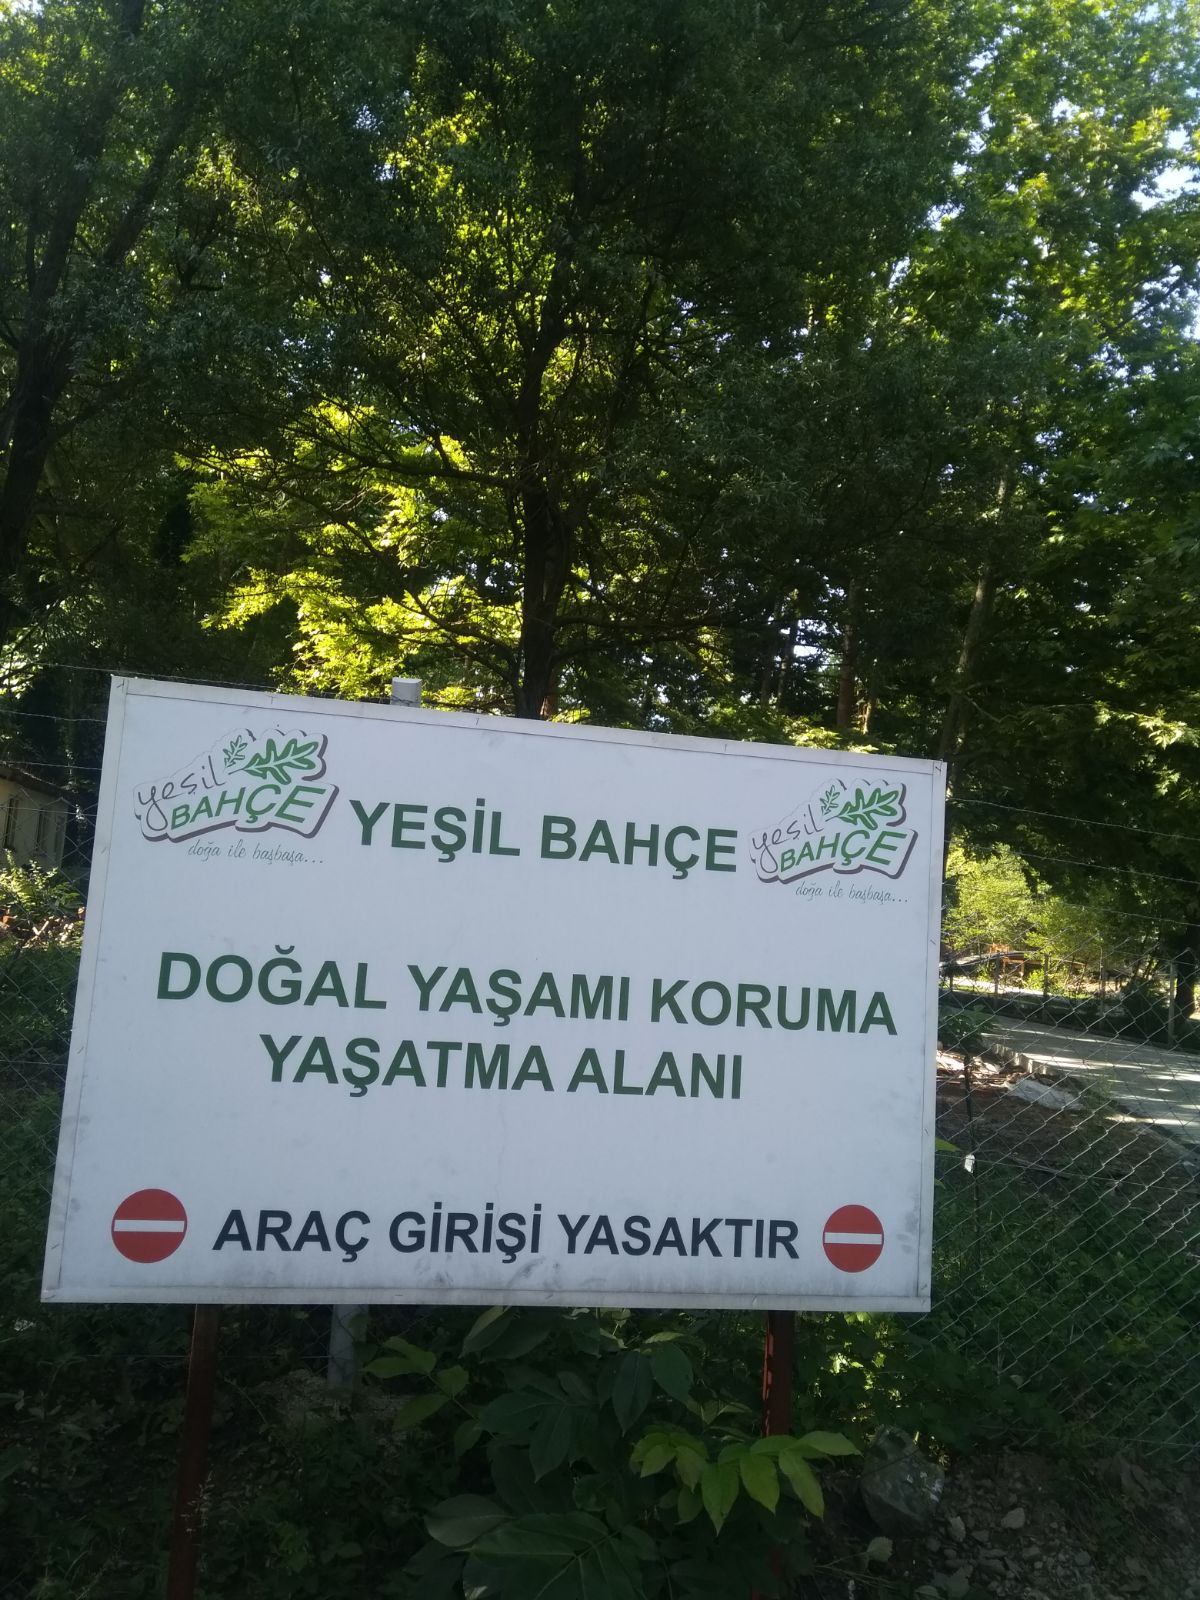 yeşil
BAHÇE
doğa ile başbaşa...
YEŞİL BAHÇE
yeşil
BAHÇE
doğa ile başbaşa...
DOĞAL YAŞAMI KORUMA
YAŞATMA ALANI
ARAÇ GİRİŞİ YASAKTIR